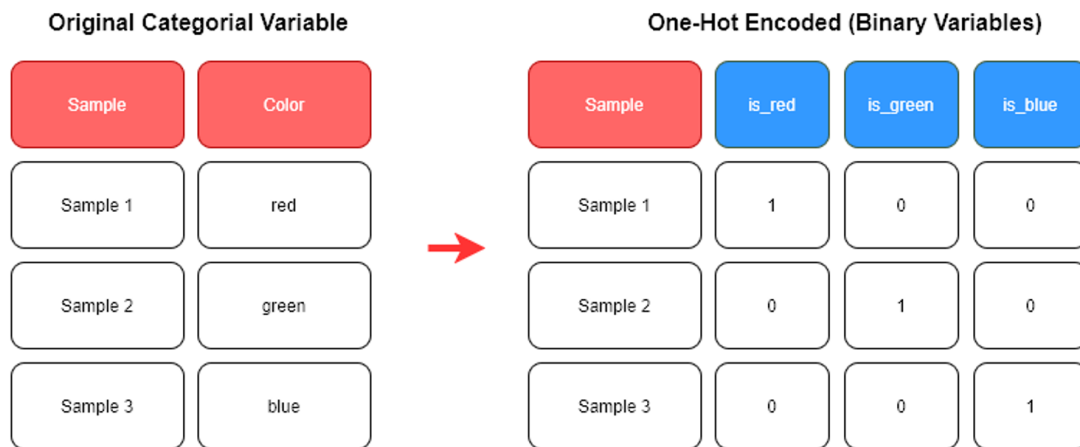 Original Categorial Variable
Sample Color
Sample 1 red
Sample 2 green
Sample 3 blue
One-Hot Encoded (Binary Variables)
Sample is_red is_green is_blue
Sample 1 1 0 0
Sample 2 0 1 0
Sample 3 0 0 1